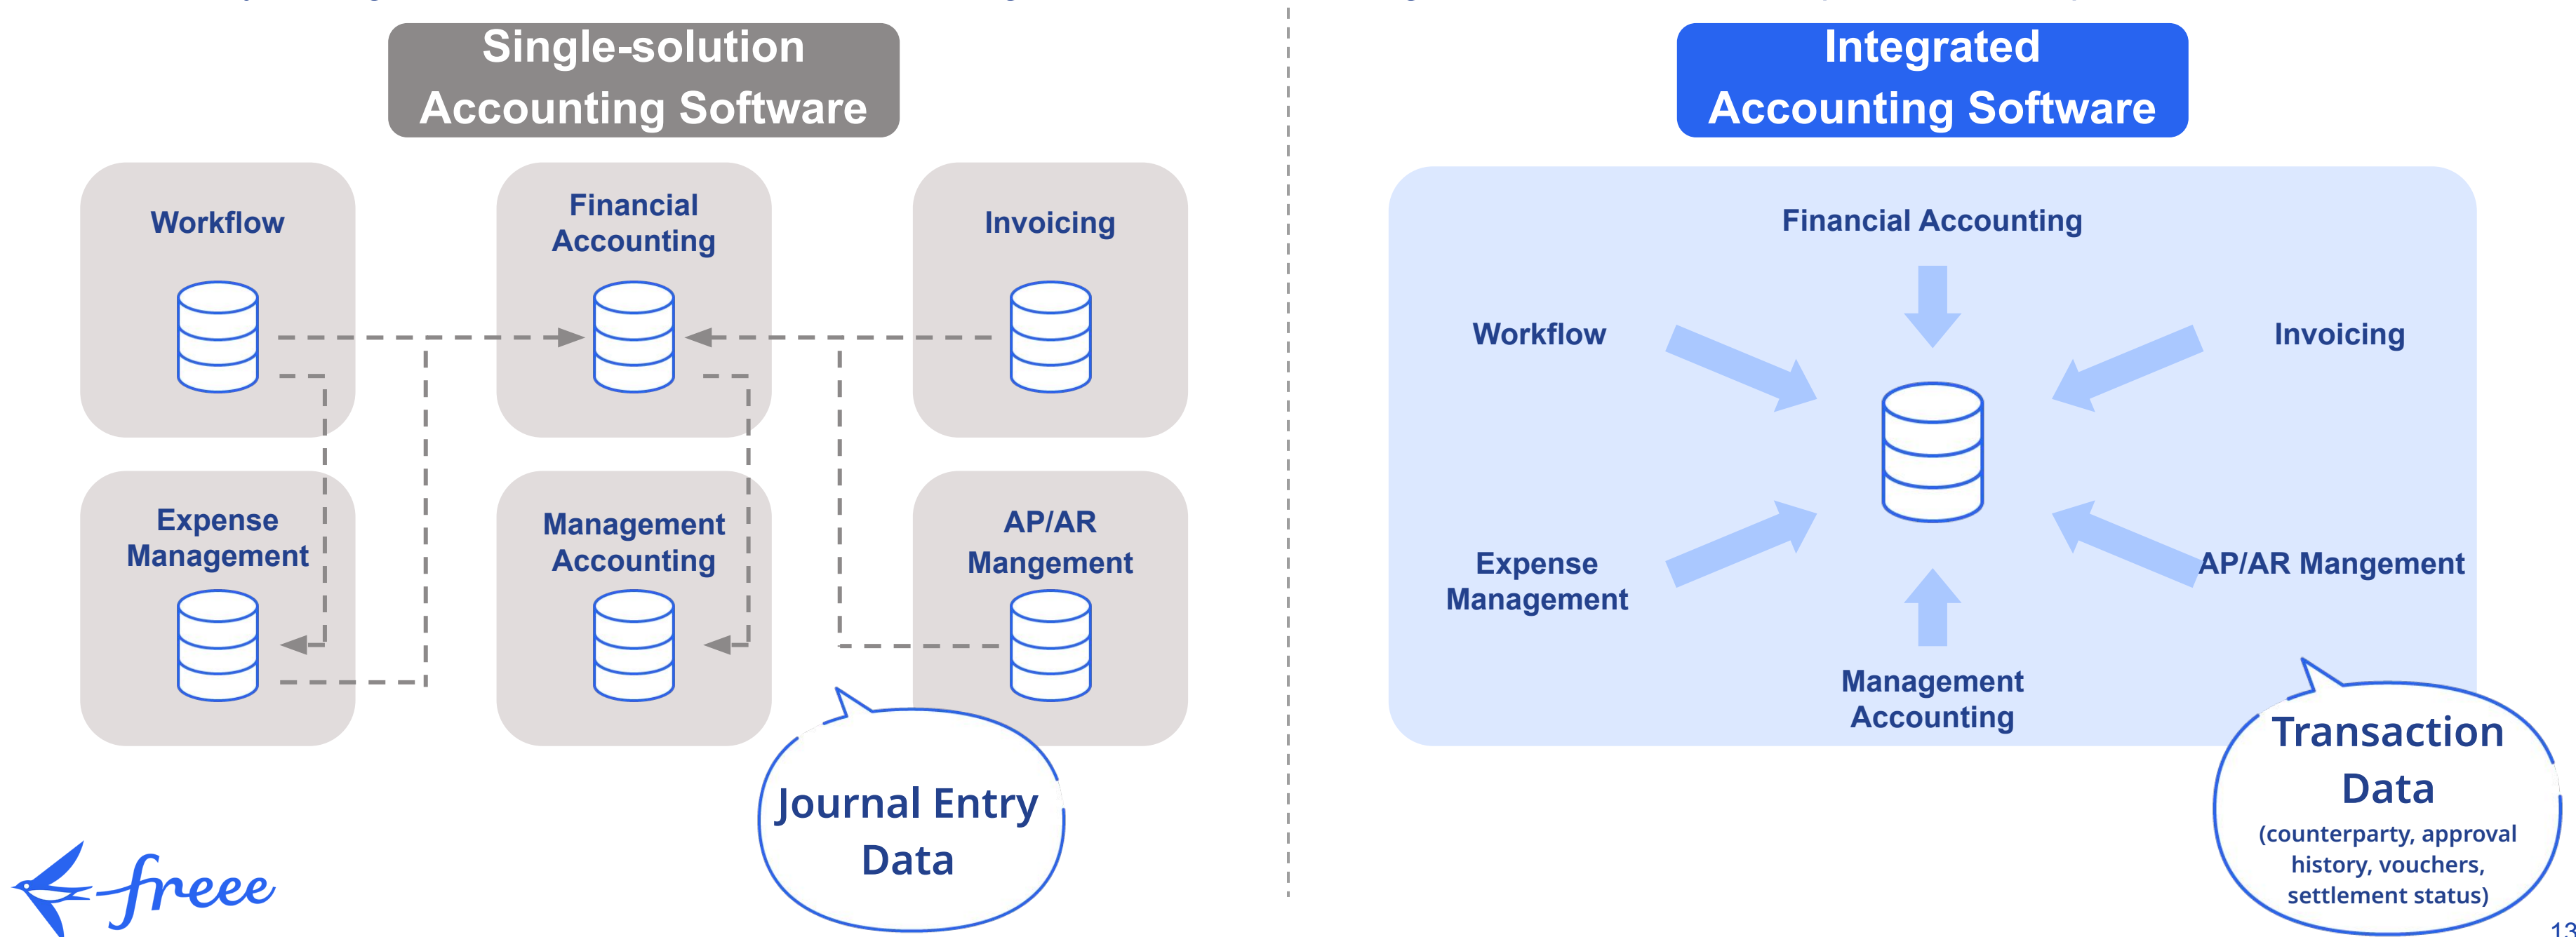 Single-solution
Accounting Software
Workflow
Financial
Accounting
Invoicing
Expense
Management
Management
Accounting
AP/AR
Mangement
Journal Entry
Data
Integrated
Accounting Software
Financial Accounting
Workflow
Invoicing
Expense
Management
AP/AR Mangement
Management
Accounting
Transaction
Data
(counterparty, approval
history, vouchers,
settlement status)
freee
13